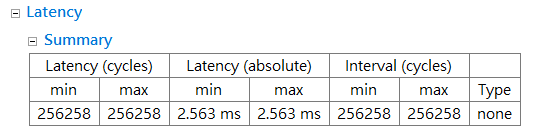 Latency
Summary
Latency (cycles) Latency (absolute) Interval (cycles)
min max min max min max Type
256258 256258 2.563 ms 2.563 ms 256258 256258 none